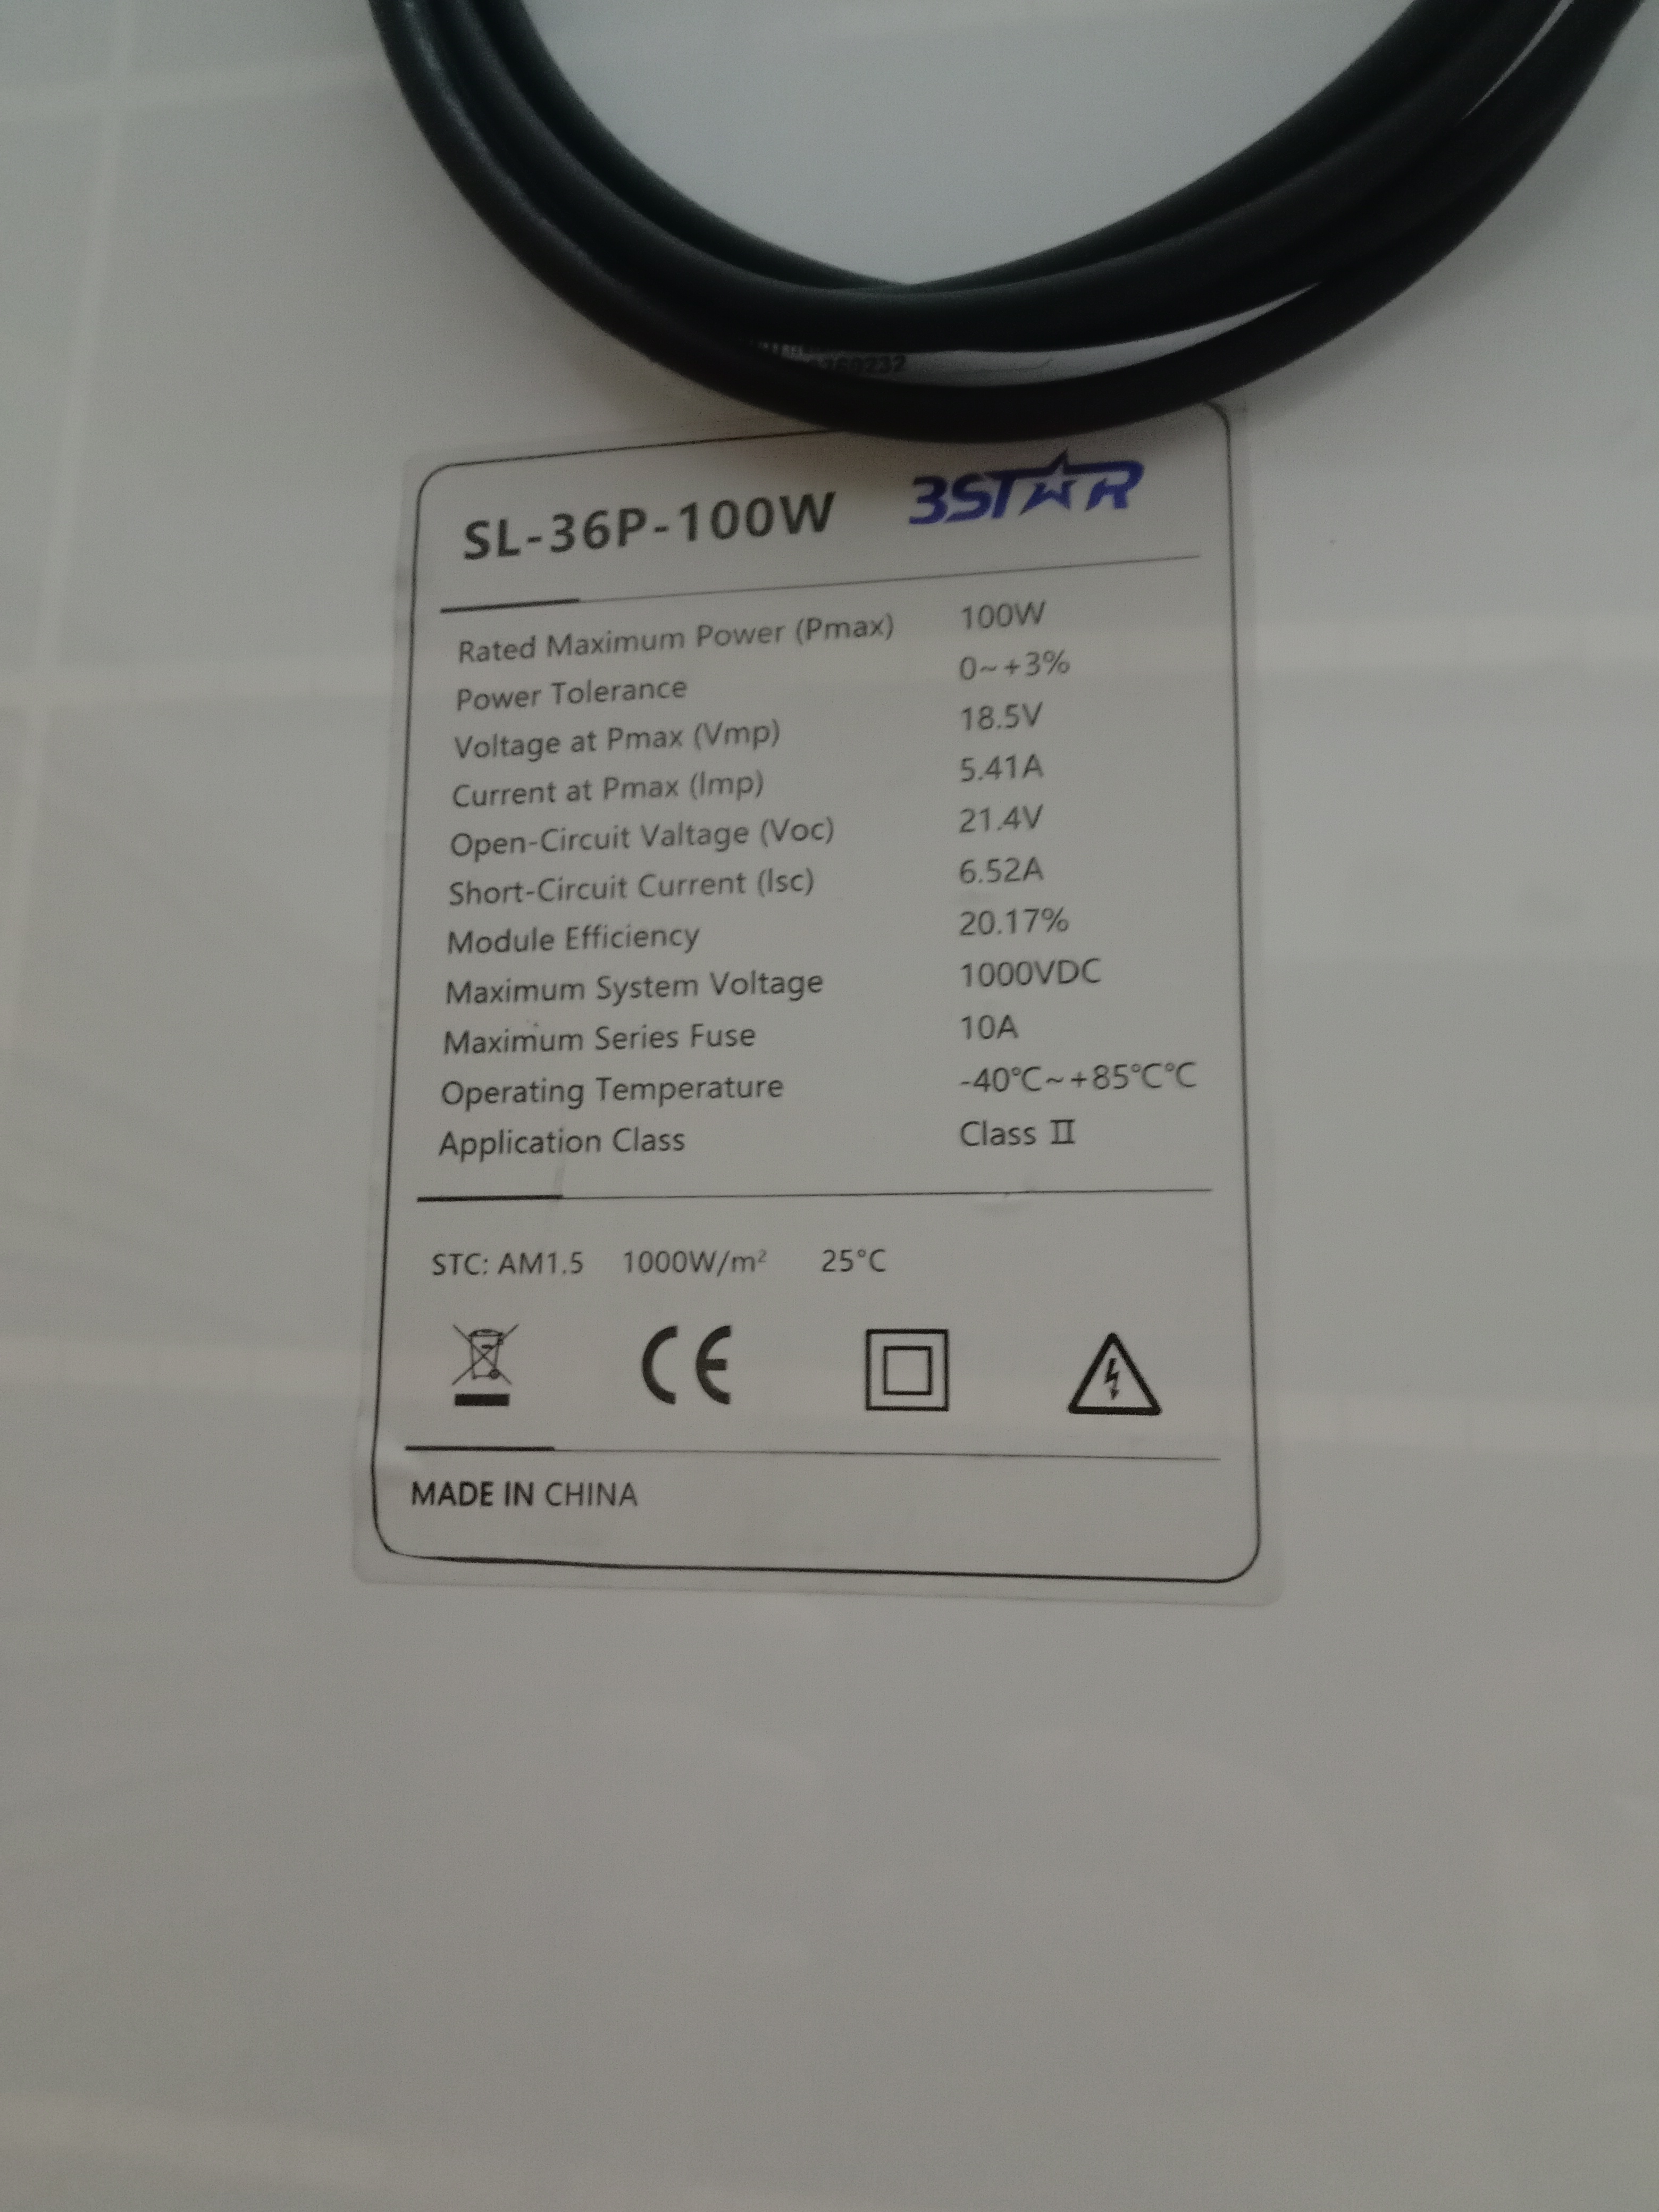 60232
SL-36P-100W 3STAR
Rated Maximum Power (Pmax) 100W
Power Tolerance 0~+3%
Voltage at Pmax (Vmp) 18.5V
Current at Pmax (Imp) 5.41A
Open-Circuit Valtage (Voc) 21.4V
Short-Circuit Current (Isc) 6.52A
Module Efficiency 20.17%
Maximum System Voltage 1000VDC
Maximum Series Fuse 10A
Operating Temperature -40℃~+85℃℃
Application Class Class Ⅱ
STC: AM1.5 1000W/m² 25°C
CE
MADE IN CHINA